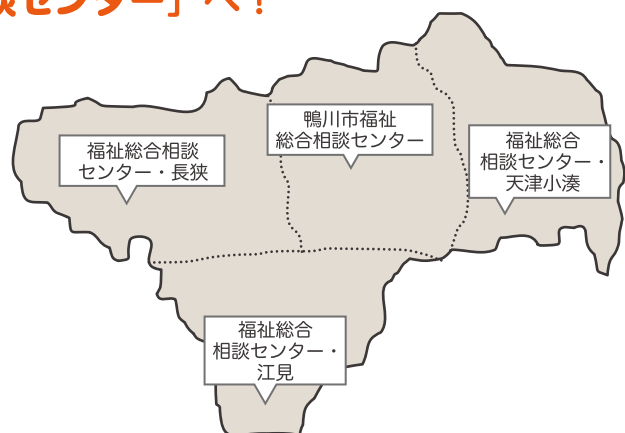 談センター」へ！
鴨川市福祉
総合相談センター
福祉総合相談
センター・長狭
福祉総合
相談センター・
天津小湊
福祉総合
相談センター・
江見